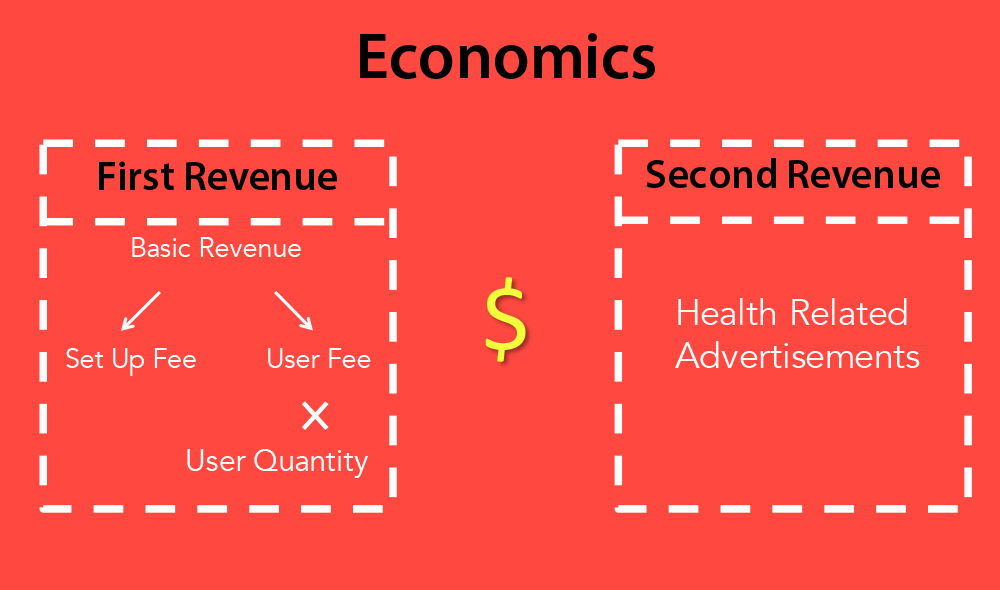 Economics
First Revenue
Basic Revenue
Set Up Fee
User Fee
×
User Quantity
$
Second Revenue
Health Related
Advertisements